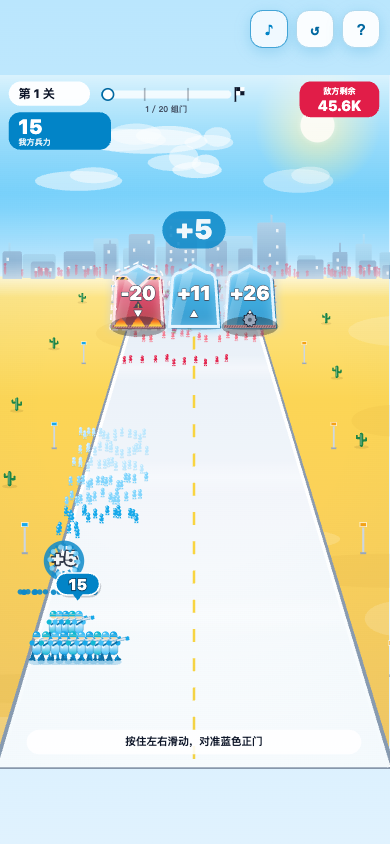 ♪ ↺ ?
第 1 关
1 / 20 组门
敌方剩余
45.6K
15
我方兵力
+5
-20 +11 +26
+5
15
按住左右滑动，对准蓝色正门